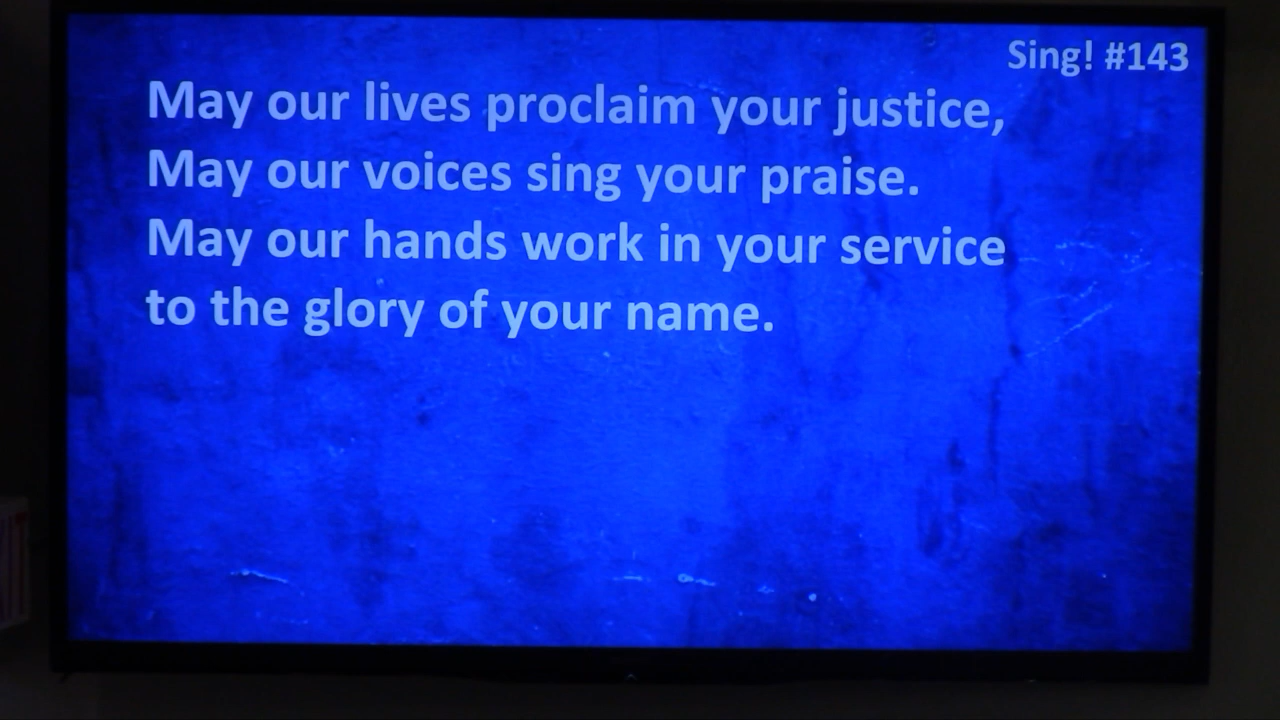 Sing! #143
May our lives proclaim your justice,
May our voices sing your praise.
May our hands work in your service
to the glory of your name.